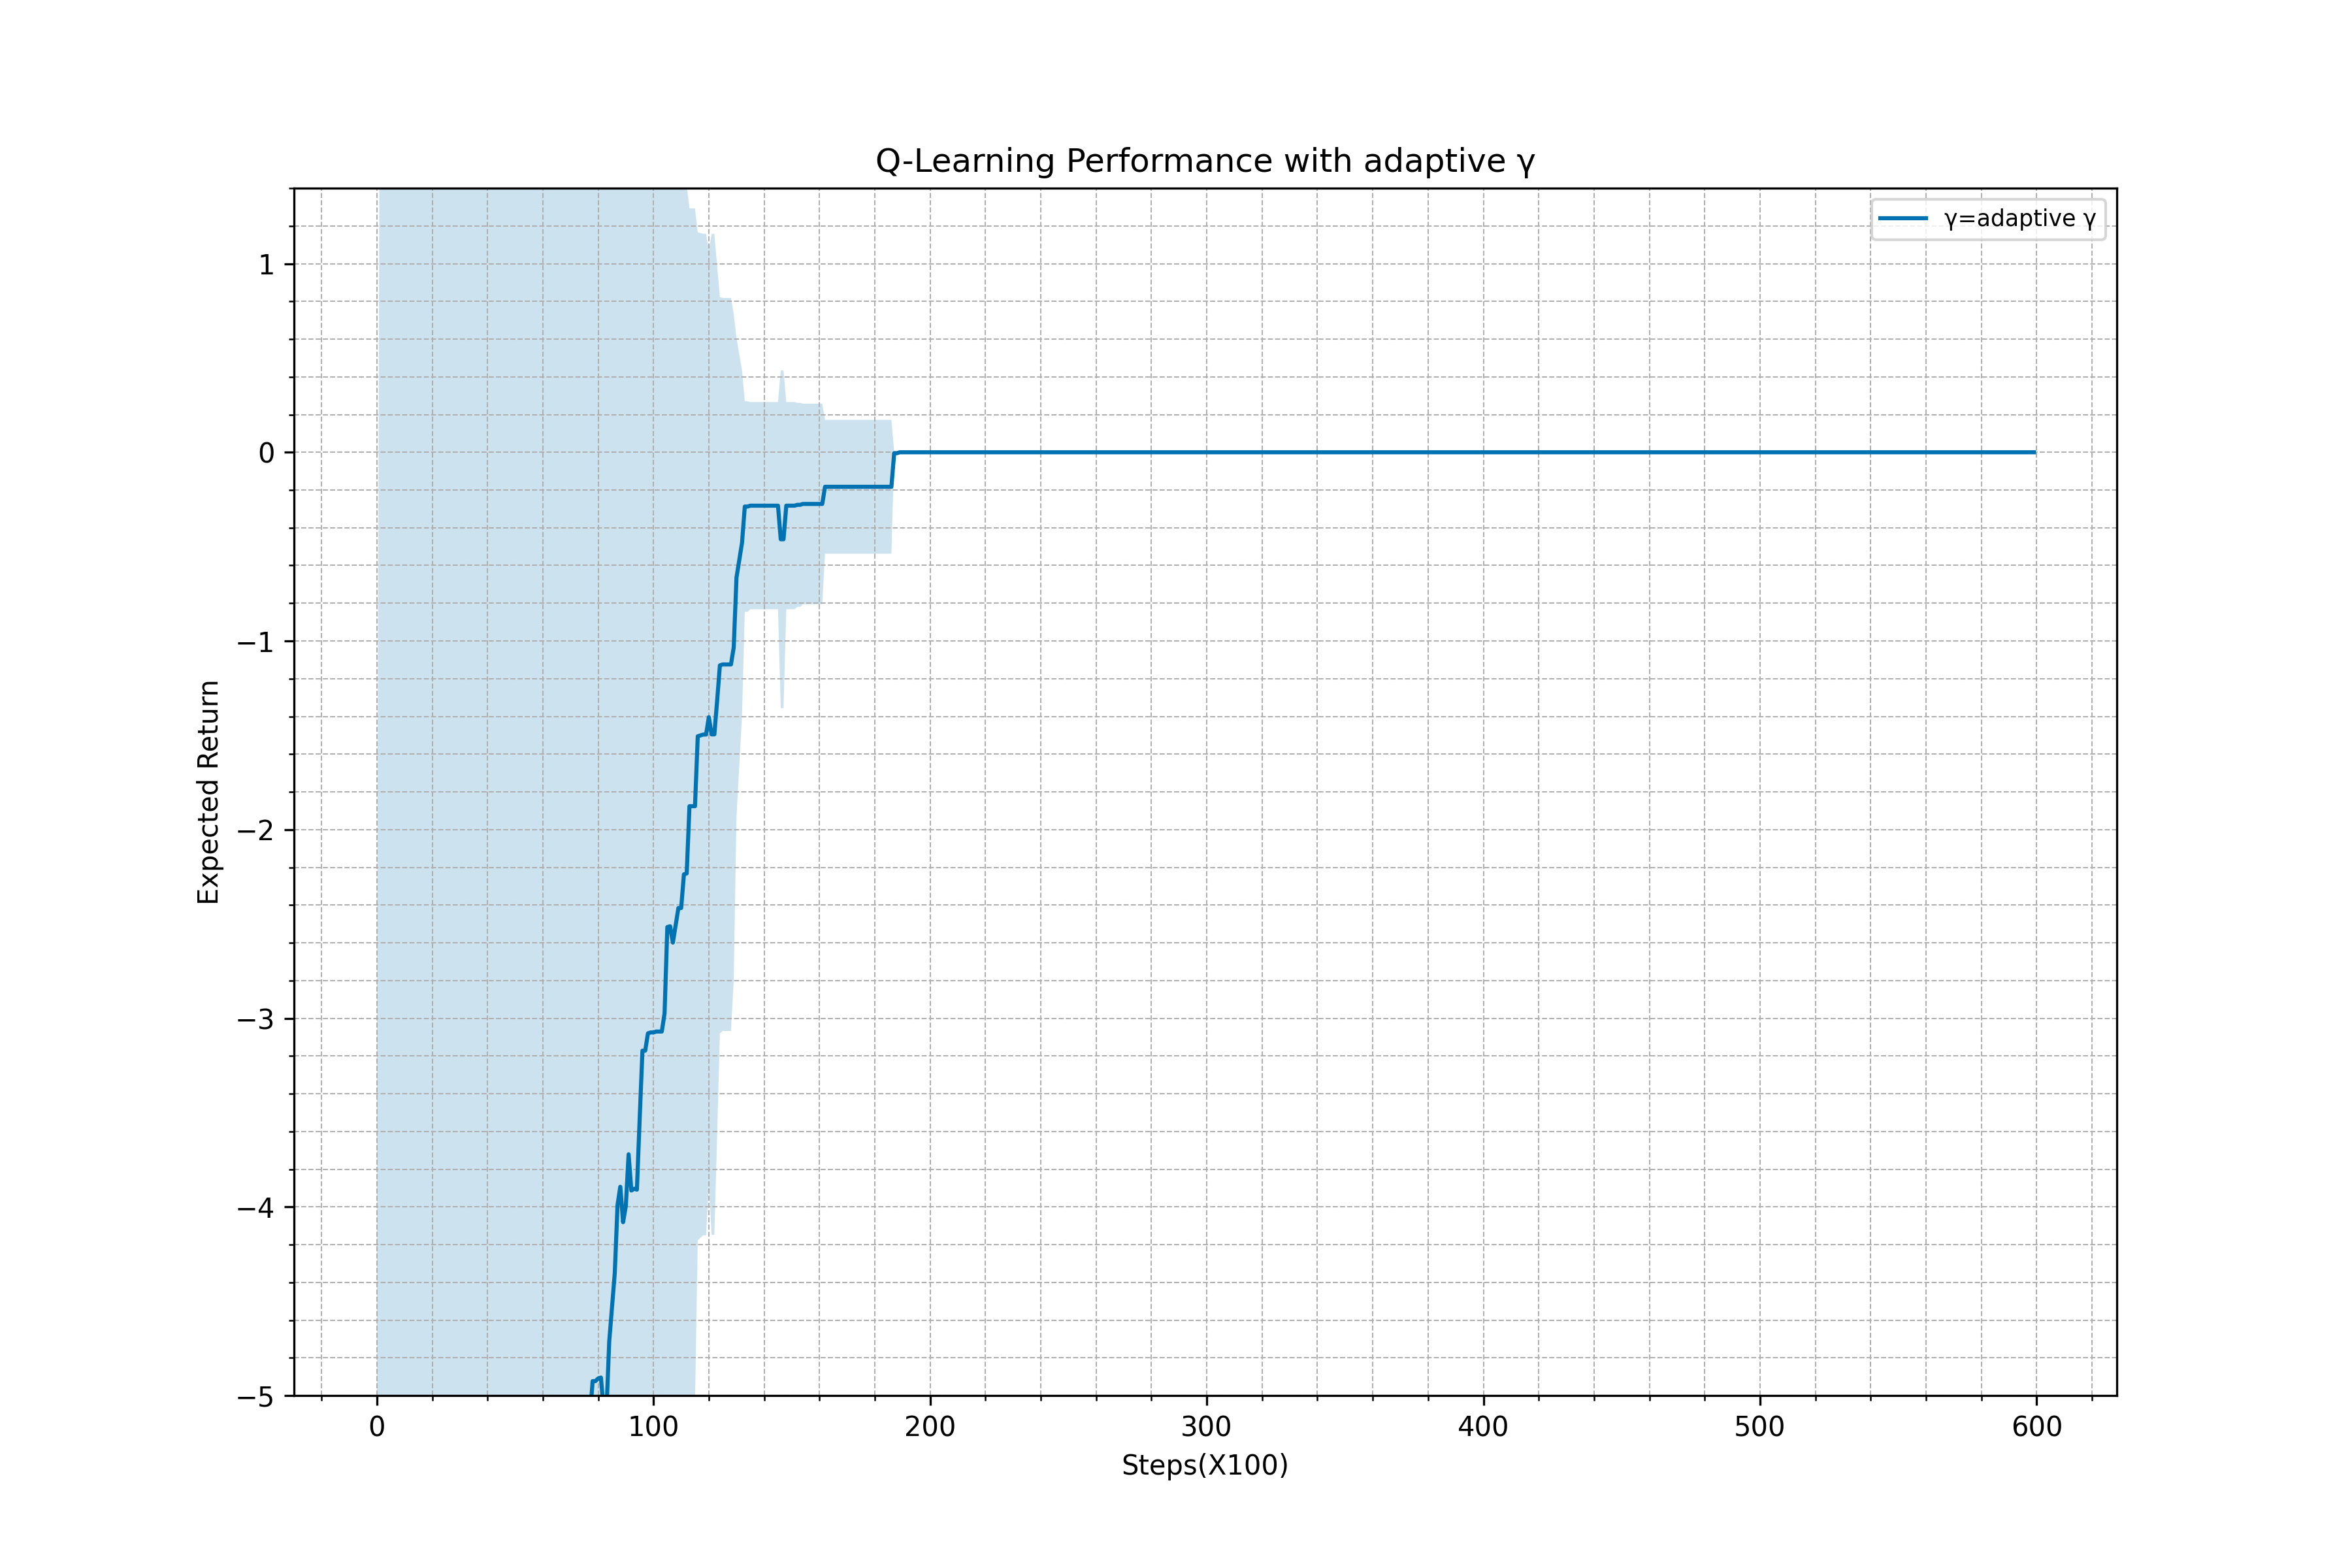 Q-Learning Performance with adaptive γ
γ=adaptive γ
1
0
−1
−2
−3
−4
−5
Expected Return
0 100 200 300 400 500 600
Steps(X100)